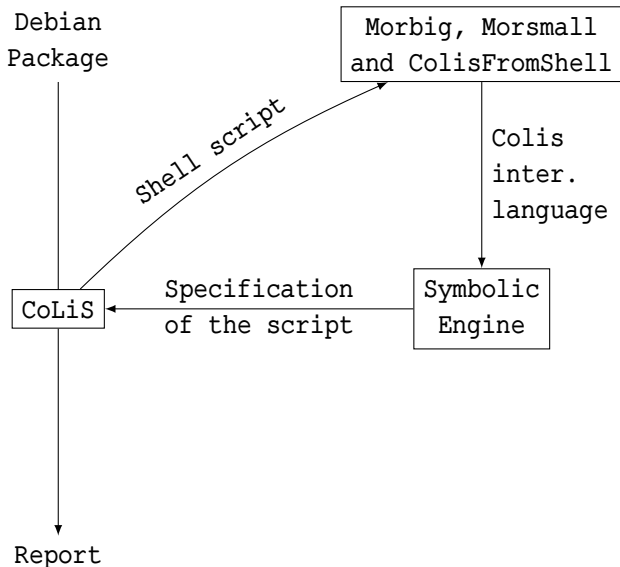 Debian
Package
Morbig, Morsmall
and ColisFromShell
Shell script
Colis
inter.
language
CoLiS
Specification
of the script
Symbolic
Engine
Report